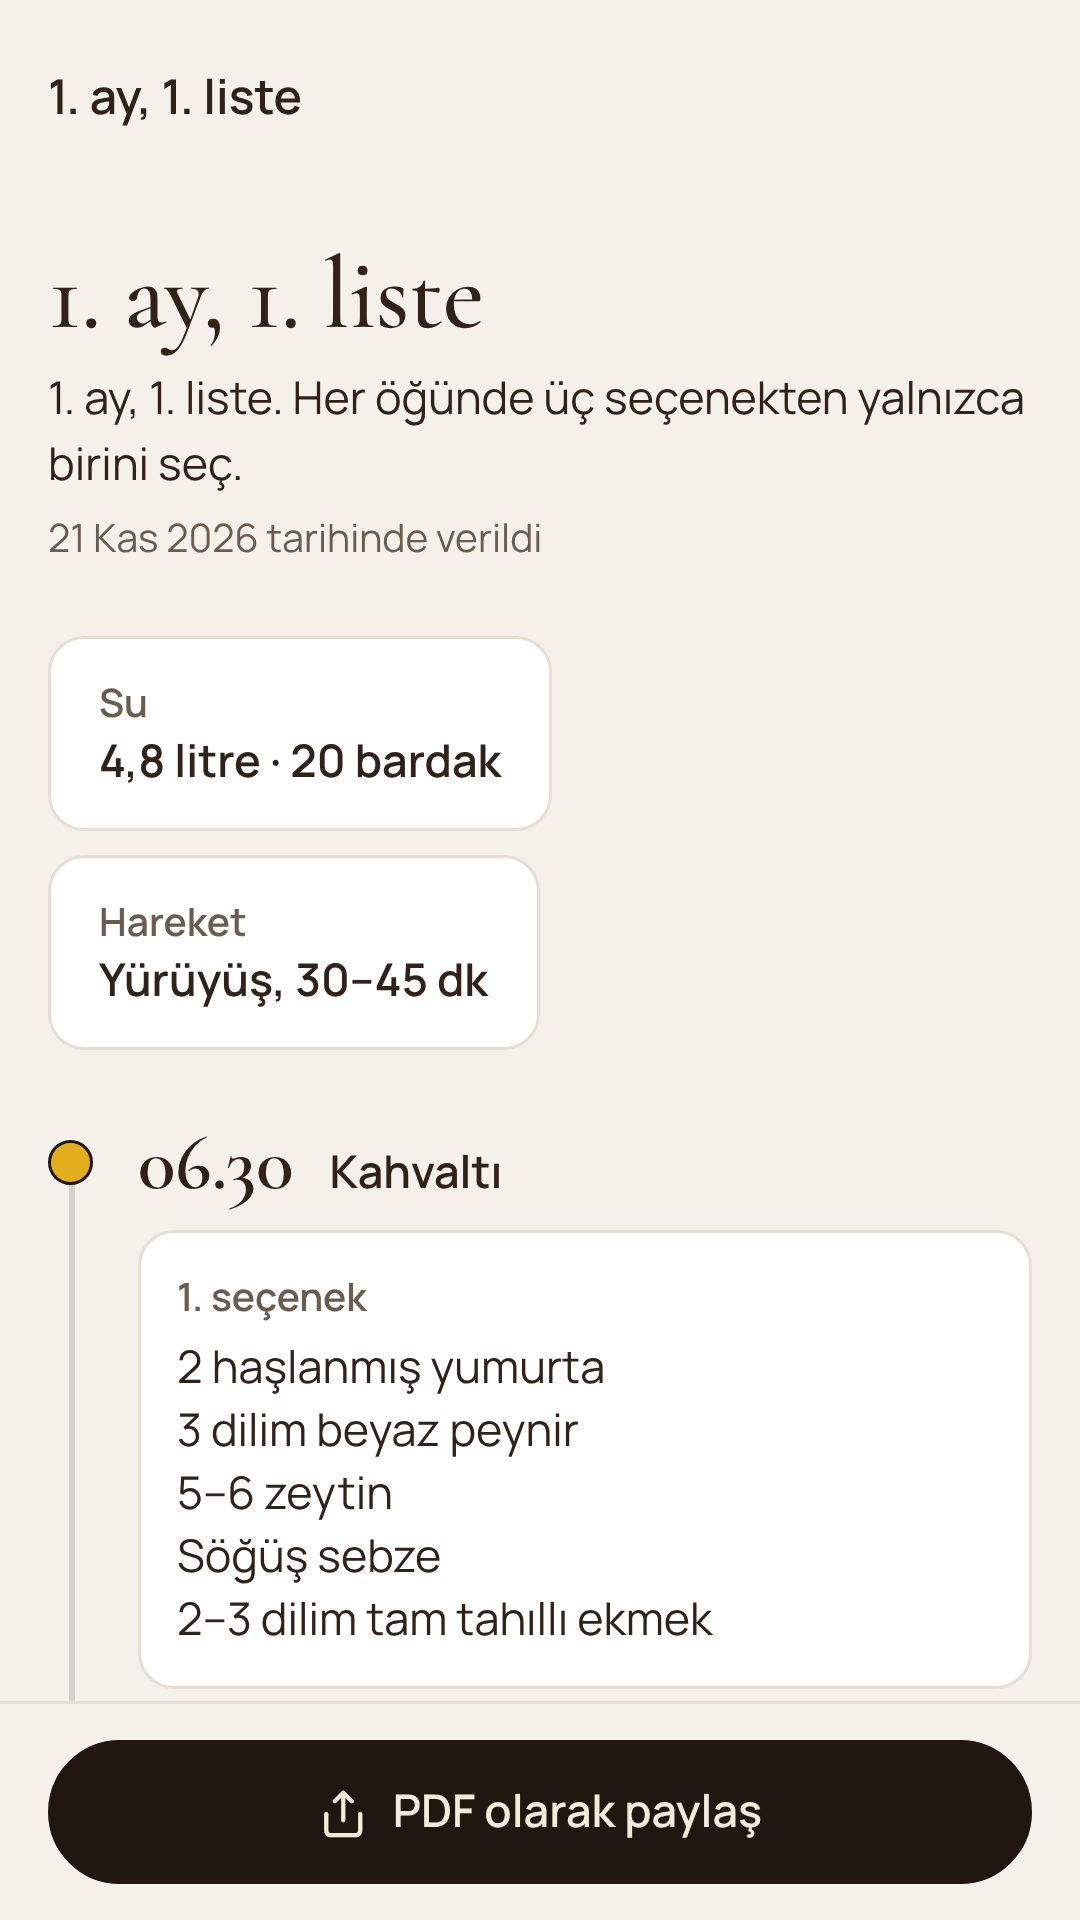 1. ay, 1. liste
1. ay, 1. liste
1. ay, 1. liste. Her öğünde üç seçenekten yalnızca
birini seç.
21 Kas 2026 tarihinde verildi
Su
4,8 litre · 20 bardak
Hareket
Yürüyüş, 30–45 dk
06.30 Kahvaltı
1. seçenek
2 haşlanmış yumurta
3 dilim beyaz peynir
5–6 zeytin
Söğüş sebze
2–3 dilim tam tahıllı ekmek
PDF olarak paylaş